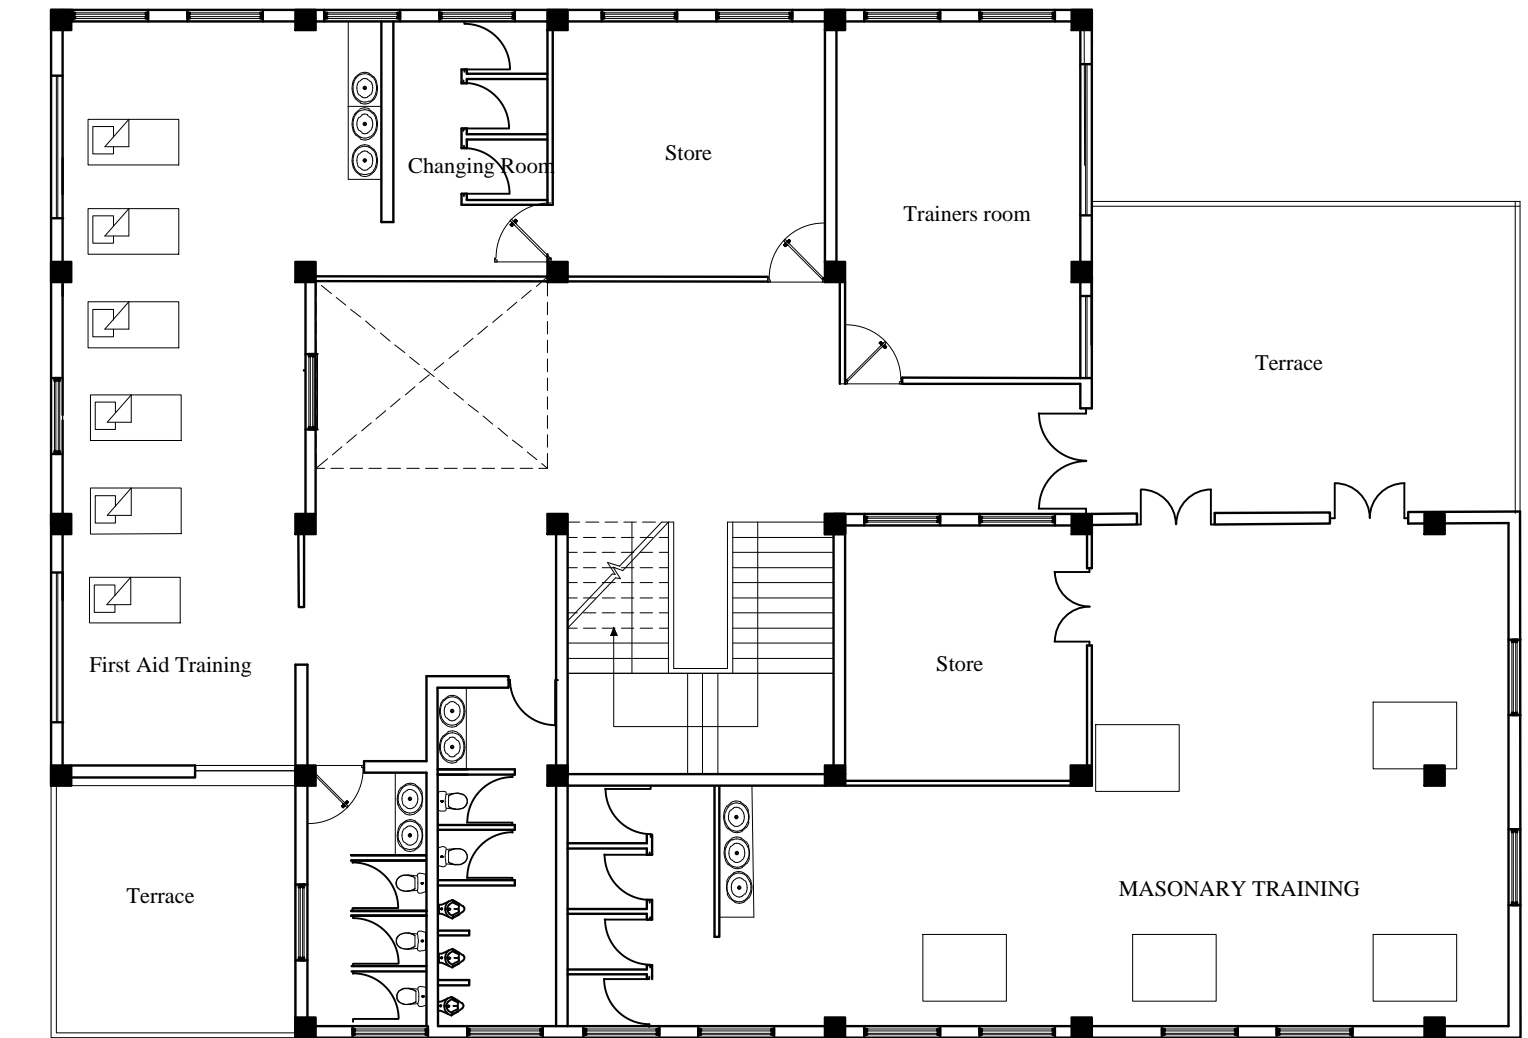 Store
Changing Room
Trainers room
Terrace
First Aid Training
Store
MASONARY TRAINING
Terrace